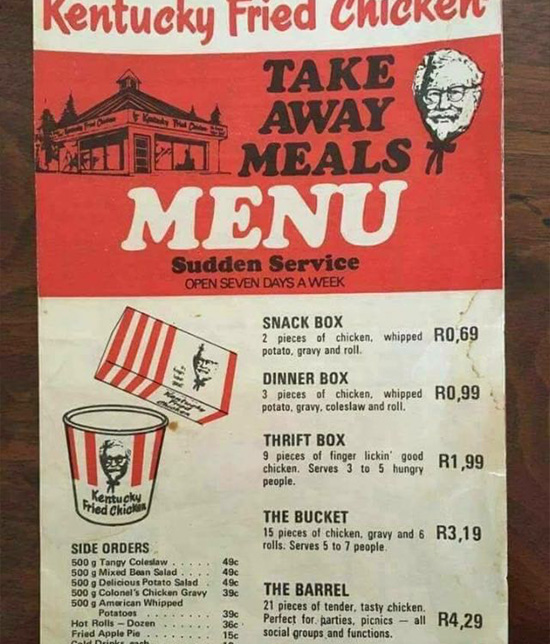 Kentucky Fried Chicken
TAKE
AWAY
MEALS
MENU
Sudden Service
OPEN SEVEN DAYS A WEEK
SNACK BOX
2 pieces of chicken, whipped potato, gravy and roll. R0,69
DINNER BOX
3 pieces of chicken, whipped potato, gravy, coleslaw and roll. R0,99
THRIFT BOX
9 pieces of finger lickin' good chicken. Serves 3 to 5 hungry people. R1,99
THE BUCKET
15 pieces of chicken, gravy and 6 rolls. Serves 5 to 7 people. R3,19
THE BARREL
21 pieces of tender, tasty chicken. Perfect for parties, picnics — all social groups and functions. R4,29
Kentucky
Fried
Chicken
Kentucky
Fried Chicken
SIDE ORDERS
500 g Tangy Coleslaw . . . . . 49c
500 g Mixed Bean Salad . . . . 49c
500 g Delicious Potato Salad . 49c
500 g Colonel's Chicken Gravy 39c
500 g American Whipped
Potatoes . . . . . . . . 39c
Hot Rolls — Dozen . . . . . . 36c
Fried Apple Pie . . . . . . . 15c
Cold Drinks, each